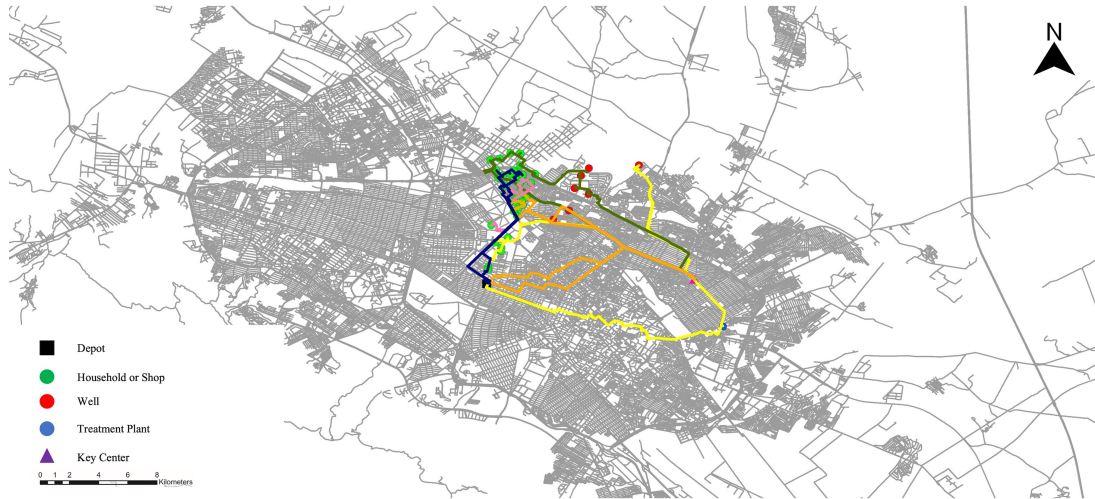 N
Depot
Household or Shop
Well
Treatment Plant
Key Center
0 1 2 4 6 8
Kilometers